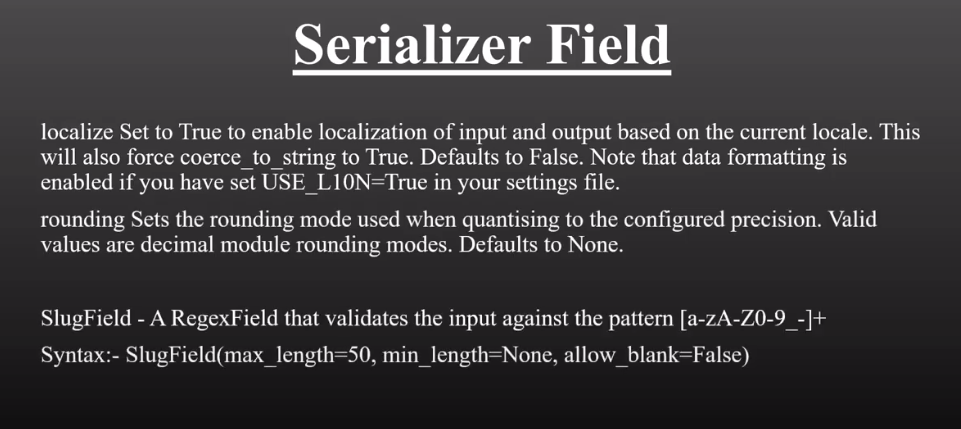 Serializer Field
localize Set to True to enable localization of input and output based on the current locale. This
will also force coerce_to_string to True. Defaults to False. Note that data formatting is
enabled if you have set USE_L10N=True in your settings file.
rounding Sets the rounding mode used when quantising to the configured precision. Valid
values are decimal module rounding modes. Defaults to None.
SlugField - A RegexField that validates the input against the pattern [a-zA-Z0-9_-]+
Syntax:- SlugField(max_length=50, min_length=None, allow_blank=False)